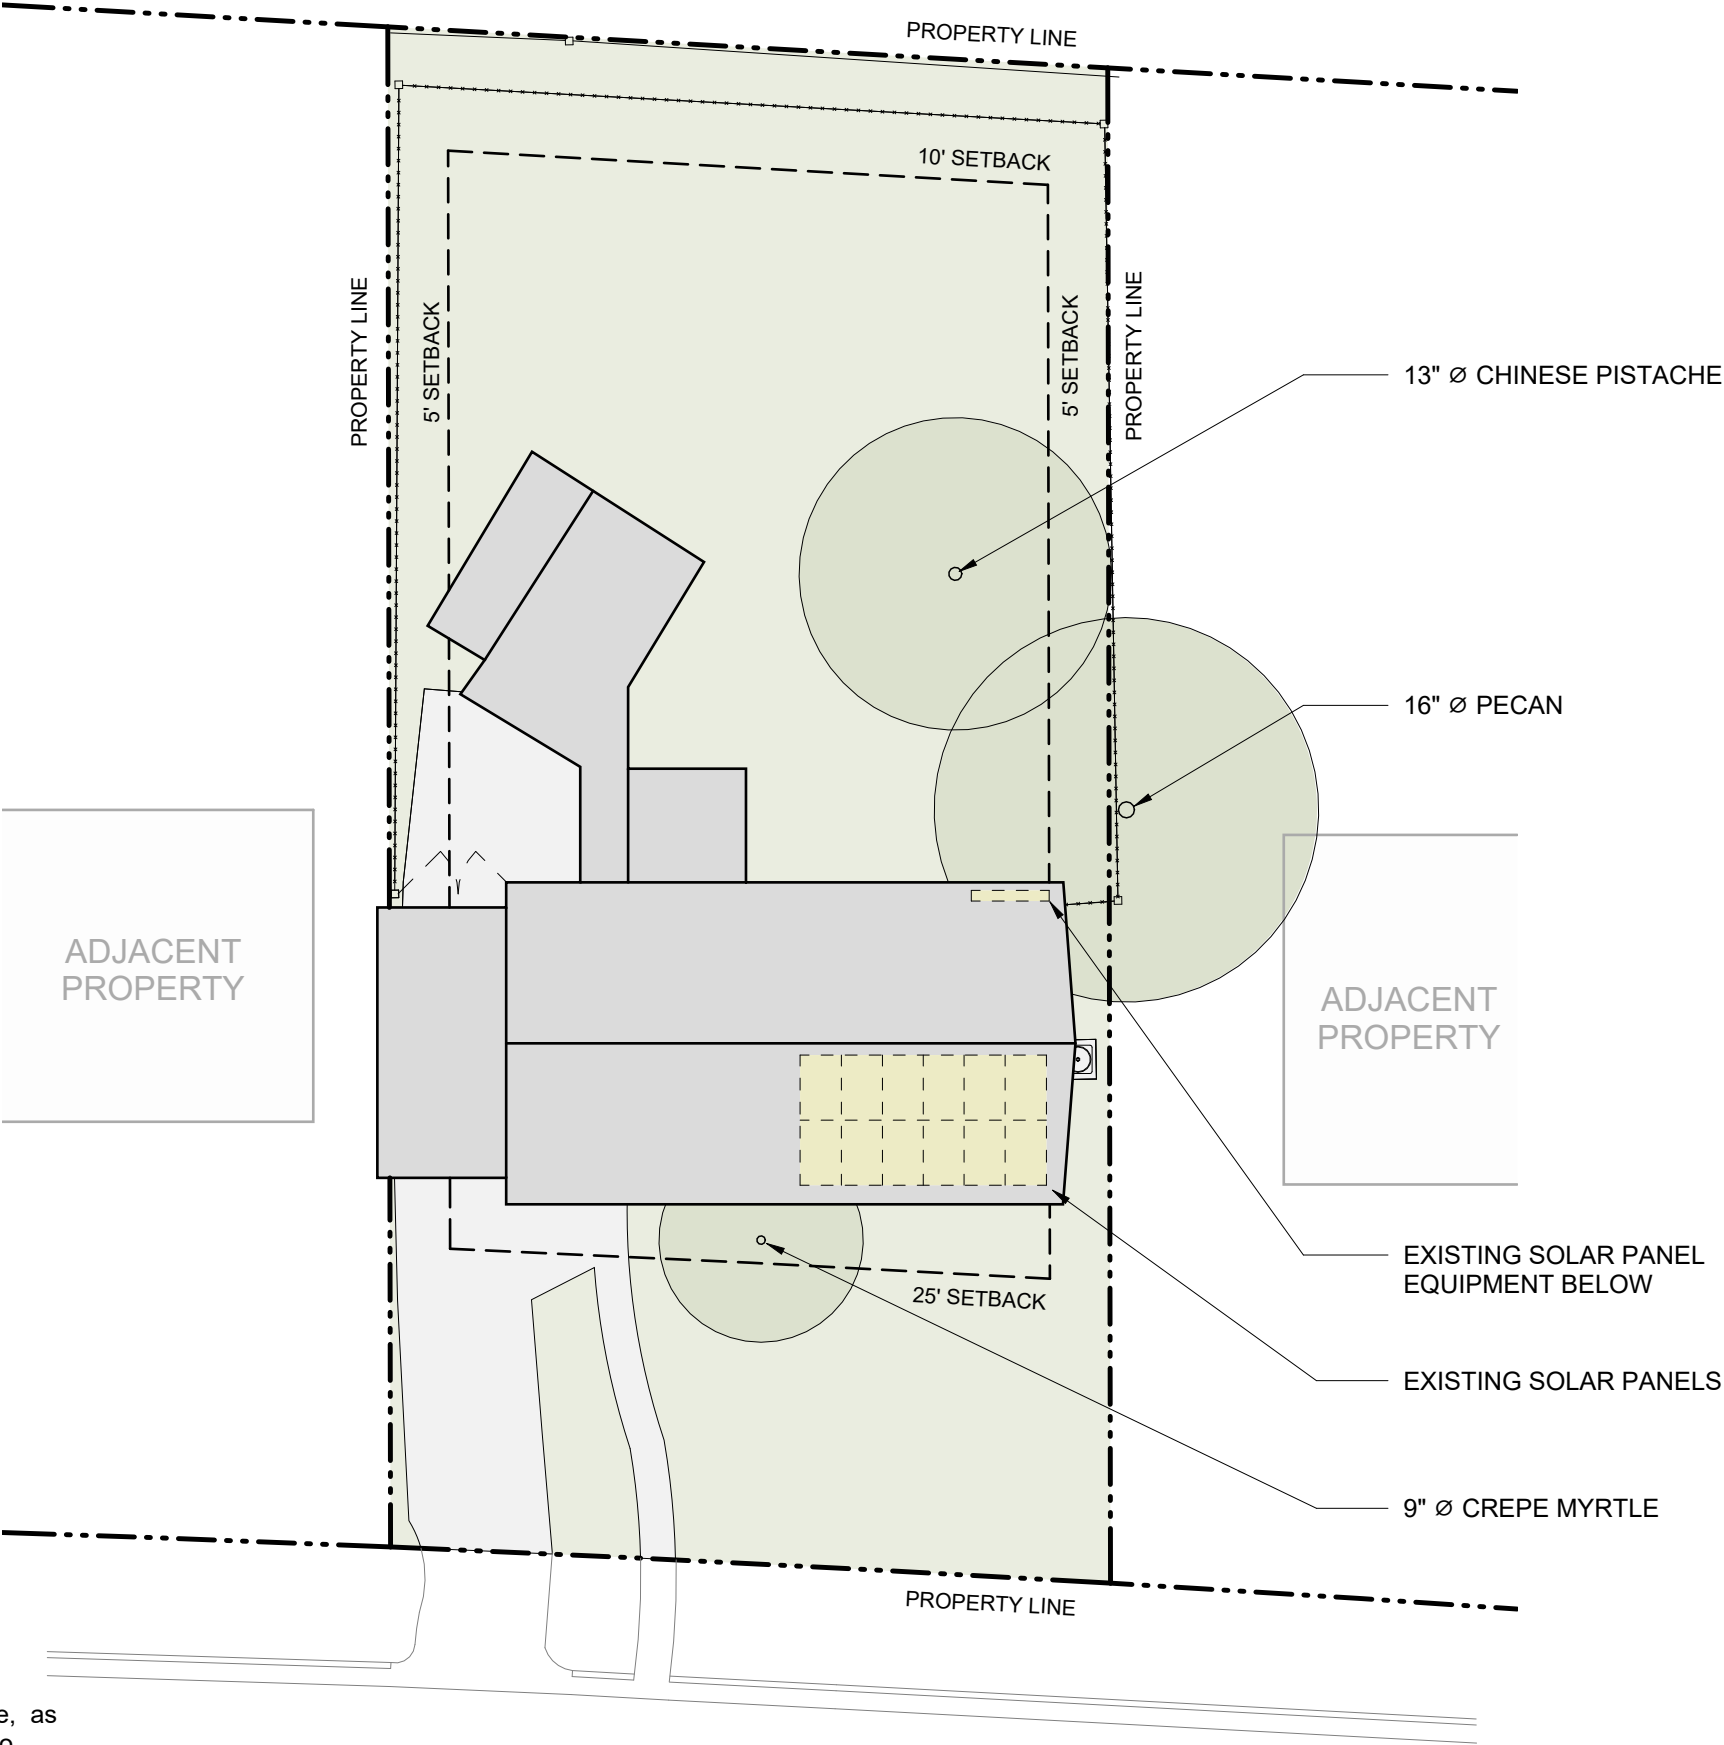 PROPERTY LINE
10' SETBACK
PROPERTY LINE
5' SETBACK
5' SETBACK
PROPERTY LINE
13" Ø CHINESE PISTACHE
16" Ø PECAN
ADJACENT
PROPERTY
ADJACENT
PROPERTY
EXISTING SOLAR PANEL
EQUIPMENT BELOW
25' SETBACK
EXISTING SOLAR PANELS
9" Ø CREPE MYRTLE
PROPERTY LINE
e, as